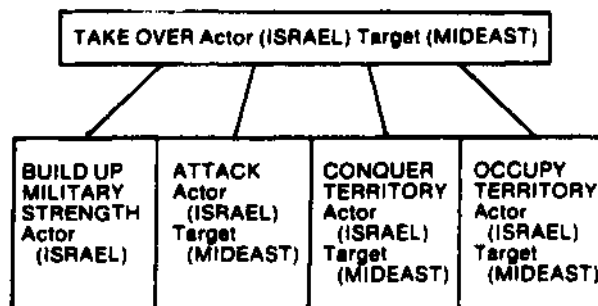 TAKE OVER Actor (ISRAEL) Target (MIDEAST)
BUILD UP
MILITARY
STRENGTH
Actor
(ISRAEL)
ATTACK
Actor
(ISRAEL)
Target
(MIDEAST)
CONQUER
TERRITORY
Actor
(ISRAEL)
Target
(MIDEAST)
OCCUPY
TERRITORY
Actor
(ISRAEL)
Target
(MIDEAST)